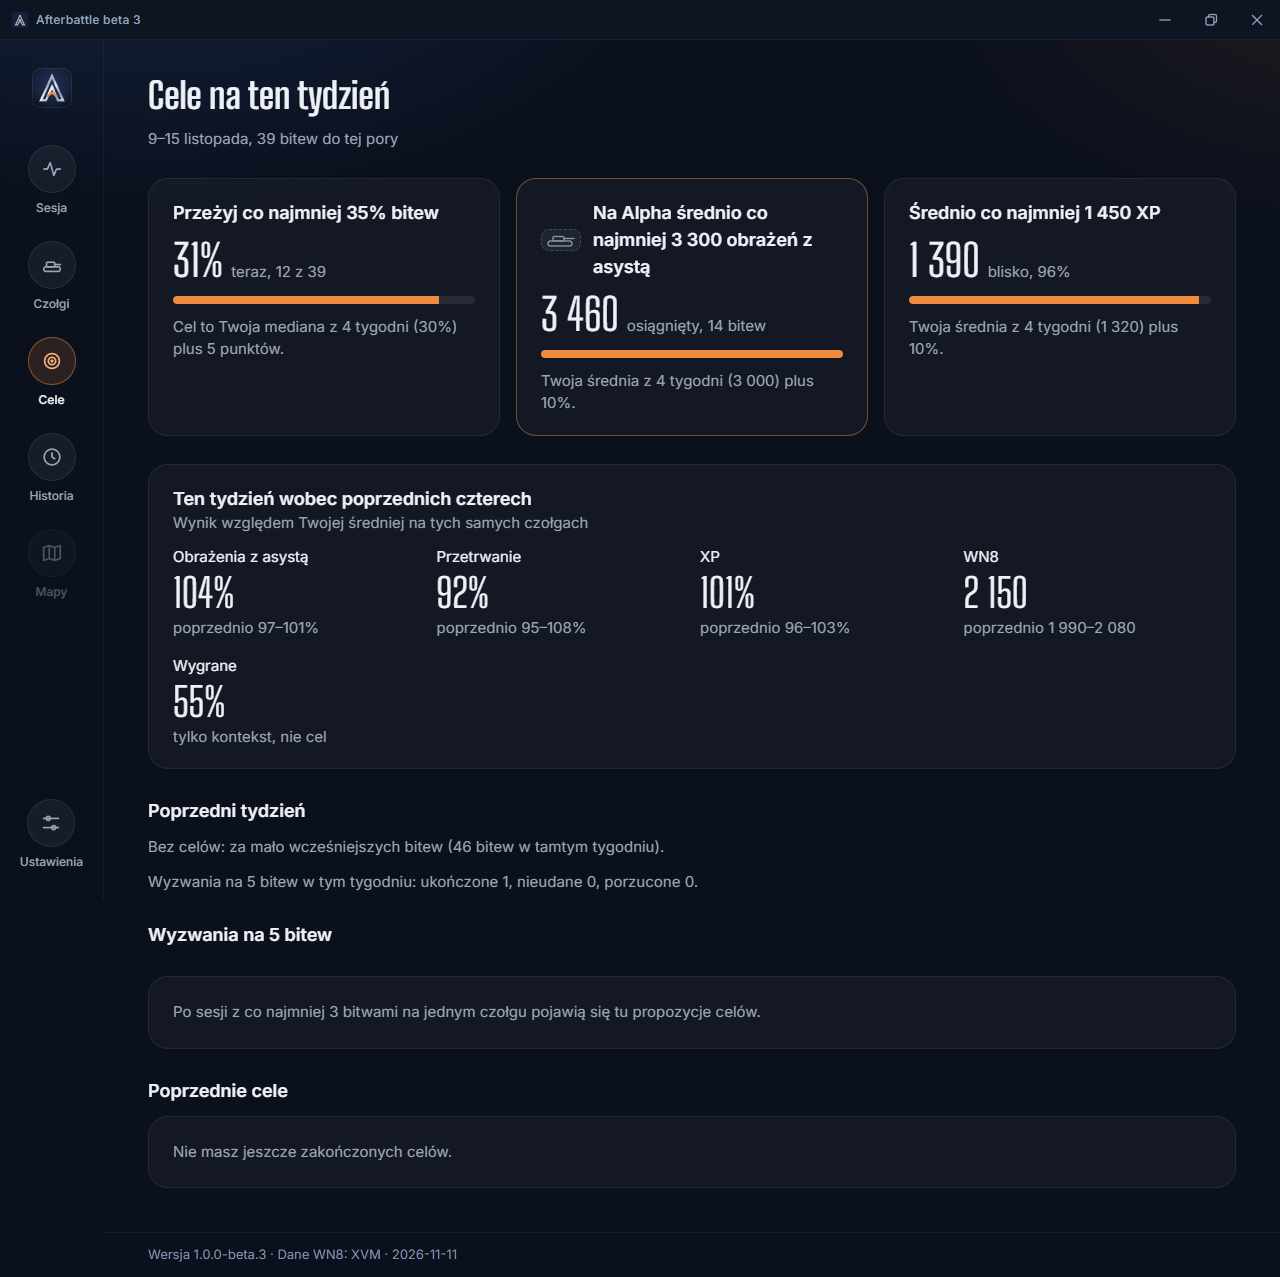 Afterbattle beta 3
Sesja
Czołgi
Cele
Historia
Mapy
Ustawienia
Cele na ten tydzień
9–15 listopada, 39 bitew do tej pory
Przeżyj co najmniej 35% bitew
31% teraz, 12 z 39
Cel to Twoja mediana z 4 tygodni (30%)
plus 5 punktów.
Na Alpha średnio co
najmniej 3 300 obrażeń z
asystą
3 460 osiągnięty, 14 bitew
Twoja średnia z 4 tygodni (3 000) plus
10%.
Średnio co najmniej 1 450 XP
1 390 blisko, 96%
Twoja średnia z 4 tygodni (1 320) plus
10%.
Ten tydzień wobec poprzednich czterech
Wynik względem Twojej średniej na tych samych czołgach
Obrażenia z asystą
104%
poprzednio 97–101%
Przetrwanie
92%
poprzednio 95–108%
XP
101%
poprzednio 96–103%
WN8
2 150
poprzednio 1 990–2 080
Wygrane
55%
tylko kontekst, nie cel
Poprzedni tydzień
Bez celów: za mało wcześniejszych bitew (46 bitew w tamtym tygodniu).
Wyzwania na 5 bitew w tym tygodniu: ukończone 1, nieudane 0, porzucone 0.
Wyzwania na 5 bitew
Po sesji z co najmniej 3 bitwami na jednym czołgu pojawią się tu propozycje celów.
Poprzednie cele
Nie masz jeszcze zakończonych celów.
Wersja 1.0.0-beta.3 · Dane WN8: XVM · 2026-11-11